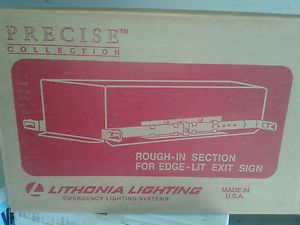 PRECISE™
COLLECTION
ROUGH-IN SECTION
FOR EDGE-LIT EXIT SIGN
LITHONIA LIGHTING
EMERGENCY LIGHTING SYSTEMS
MADE IN
U.S.A.